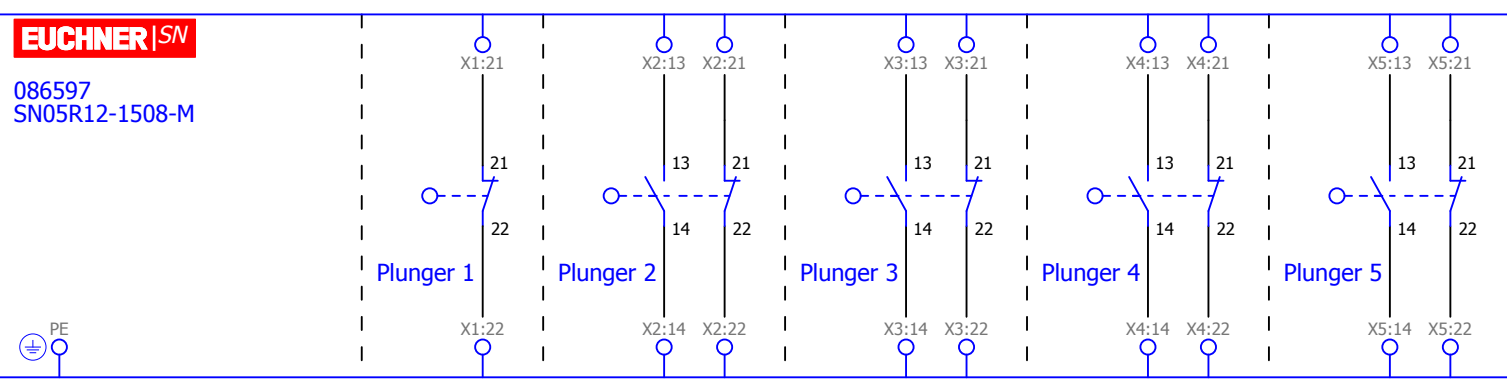 EUCHNER|SN
086597
SN05R12-1508-M
X1:21 X2:13 X2:21 X3:13 X3:21 X4:13 X4:21 X5:13 X5:21
21 13 21 13 21 13 21 13 21
22 14 22 14 22 14 22 14 22
Plunger 1 Plunger 2 Plunger 3 Plunger 4 Plunger 5
PE X1:22 X2:14 X2:22 X3:14 X3:22 X4:14 X4:22 X5:14 X5:22